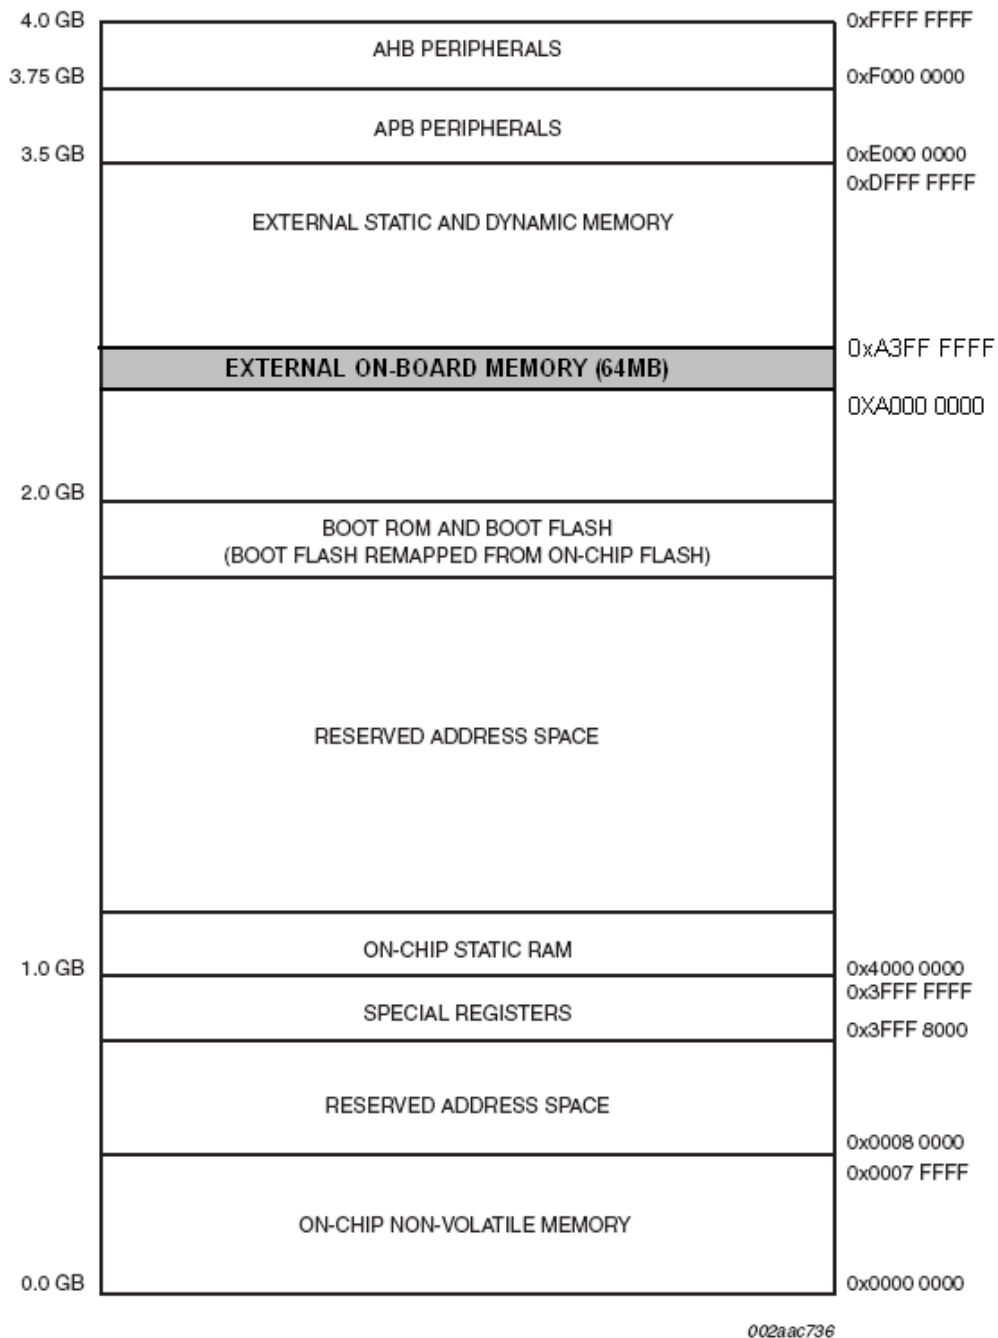 4.0 GB
0xFFFF FFFF
AHB PERIPHERALS
3.75 GB
0xF000 0000
APB PERIPHERALS
3.5 GB
0xE000 0000
0xDFFF FFFF
EXTERNAL STATIC AND DYNAMIC MEMORY
0xA3FF FFFF
EXTERNAL ON-BOARD MEMORY (64MB)
0XA000 0000
2.0 GB
BOOT ROM AND BOOT FLASH
(BOOT FLASH REMAPPED FROM ON-CHIP FLASH)
RESERVED ADDRESS SPACE
ON-CHIP STATIC RAM
1.0 GB
0x4000 0000
0x3FFF FFFF
SPECIAL REGISTERS
0x3FFF 8000
RESERVED ADDRESS SPACE
0x0008 0000
0x0007 FFFF
ON-CHIP NON-VOLATILE MEMORY
0.0 GB
0x0000 0000
002aac736